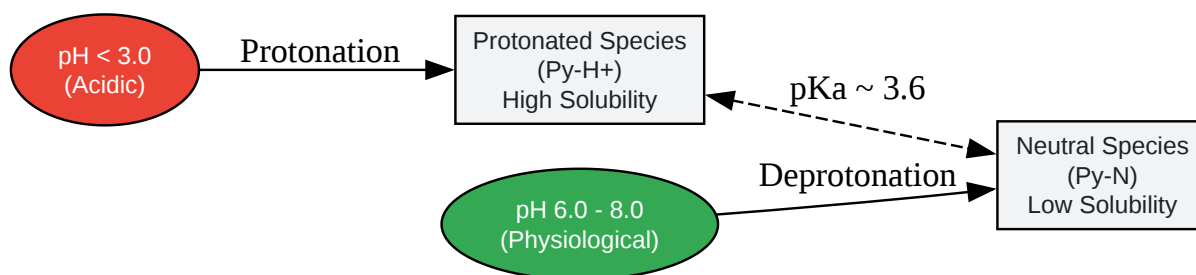 pH < 3.0
(Acidic)
Protonation
Protonated Species
(Py-H+)
High Solubility
pKa ~ 3.6
Neutral Species
(Py-N)
Low Solubility
Deprotonation
pH 6.0 - 8.0
(Physiological)